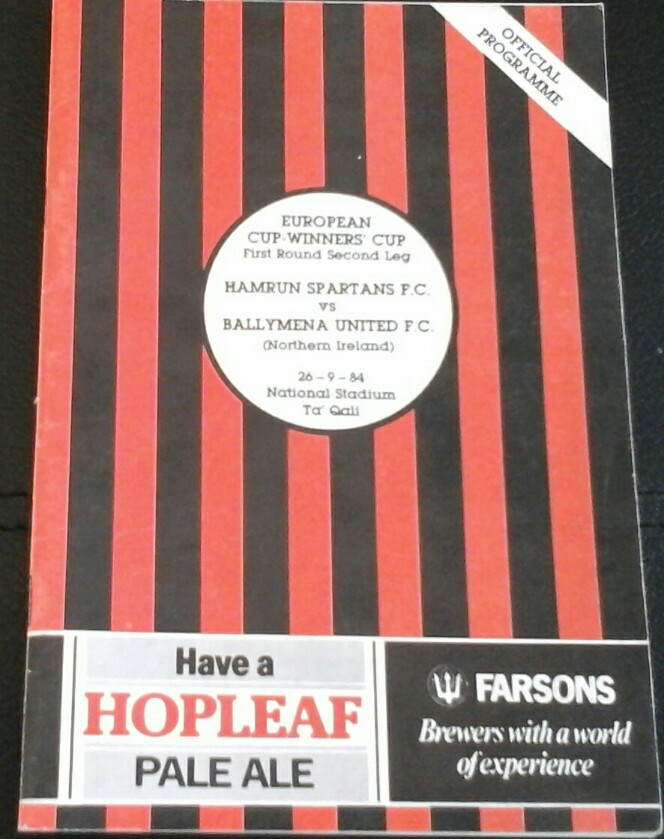 OFFICIAL
PROGRAMME
EUROPEAN
CUP-WINNERS' CUP
First Round Second Leg
HAMRUN SPARTANS F.C.
vs
BALLYMENA UNITED F.C.
(Northern Ireland)
26-9-84
National Stadium
Ta' Qali
Have a
HOPLEAF
PALE ALE
FARSONS
Brewers with a world
of experience